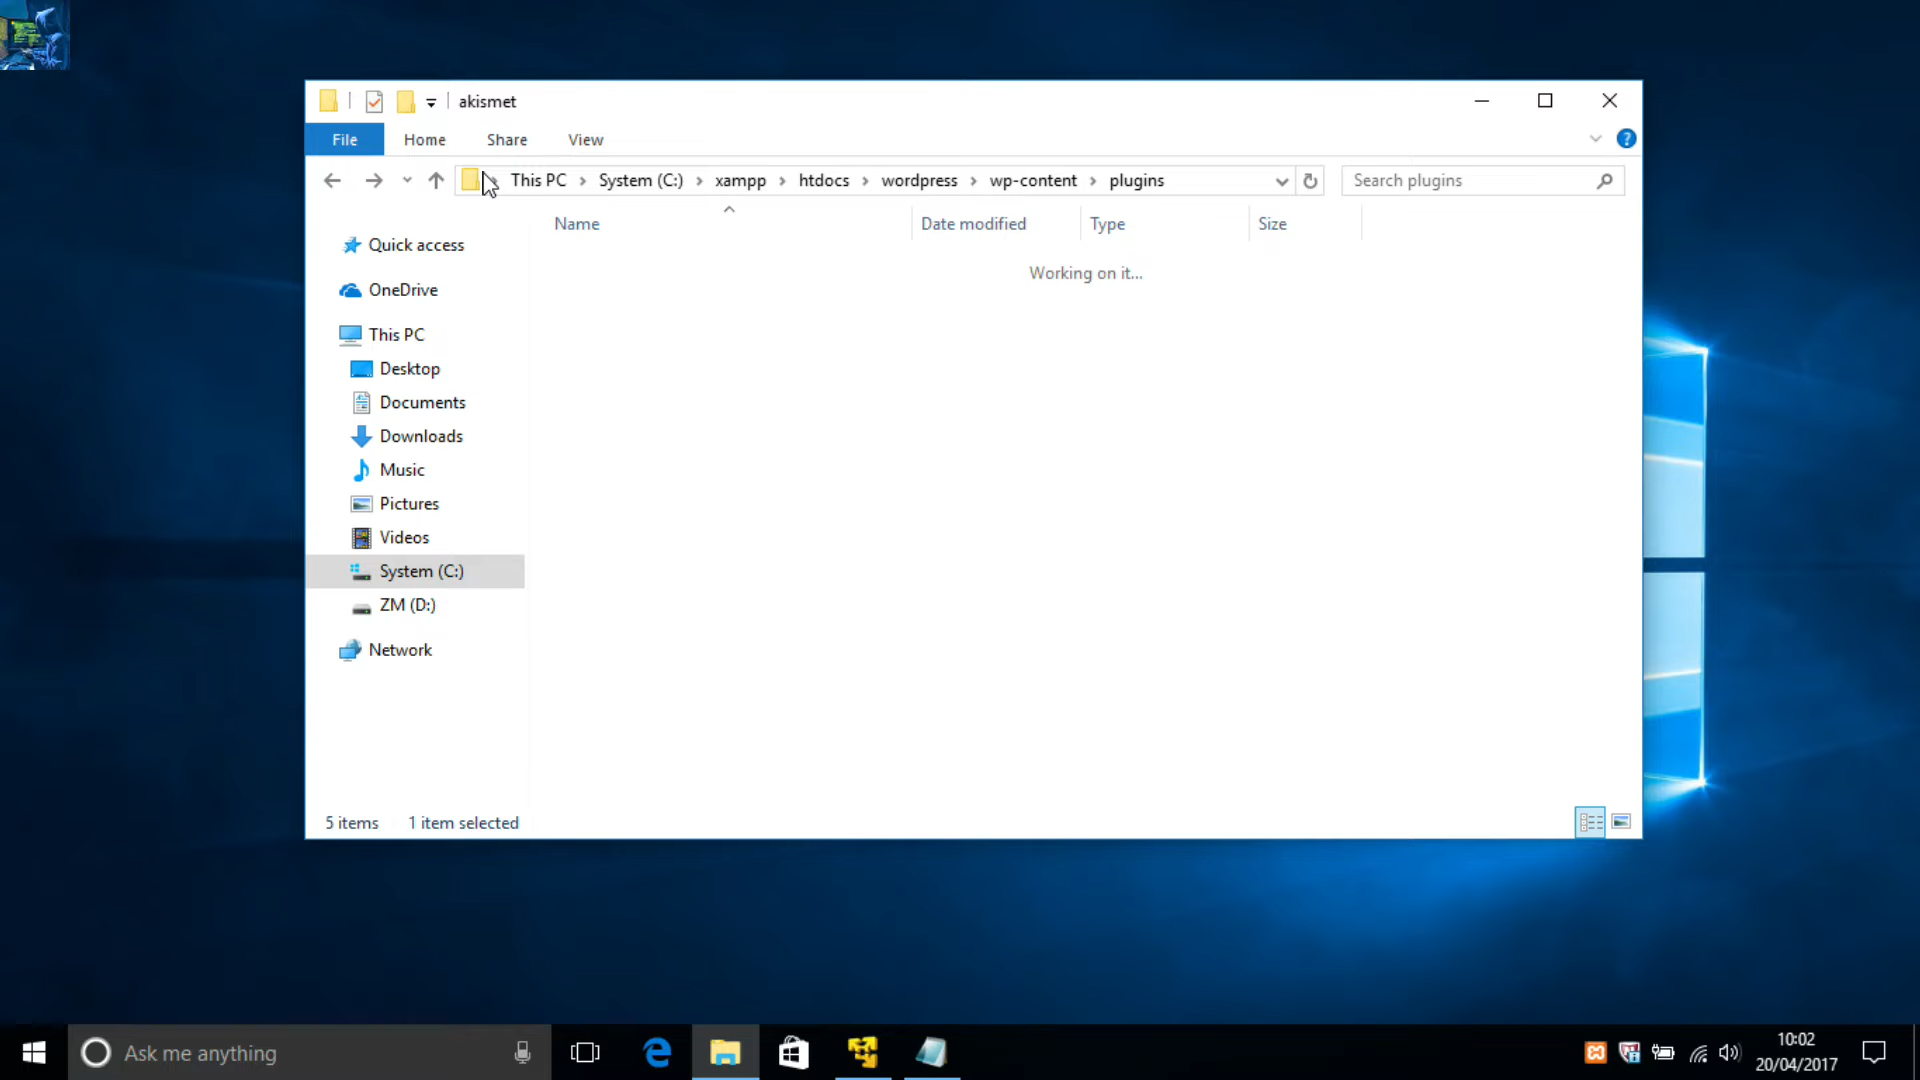 akismet
File Home Share View
This PC System (C:) xampp htdocs wordpress wp-content plugins Search plugins
Name Date modified Type Size
Working on it...
Quick access
OneDrive
This PC
Desktop
Documents
Downloads
Music
Pictures
Videos
System (C:)
ZM (D:)
Network
5 items 1 item selected
Ask me anything
10:02
20/04/2017